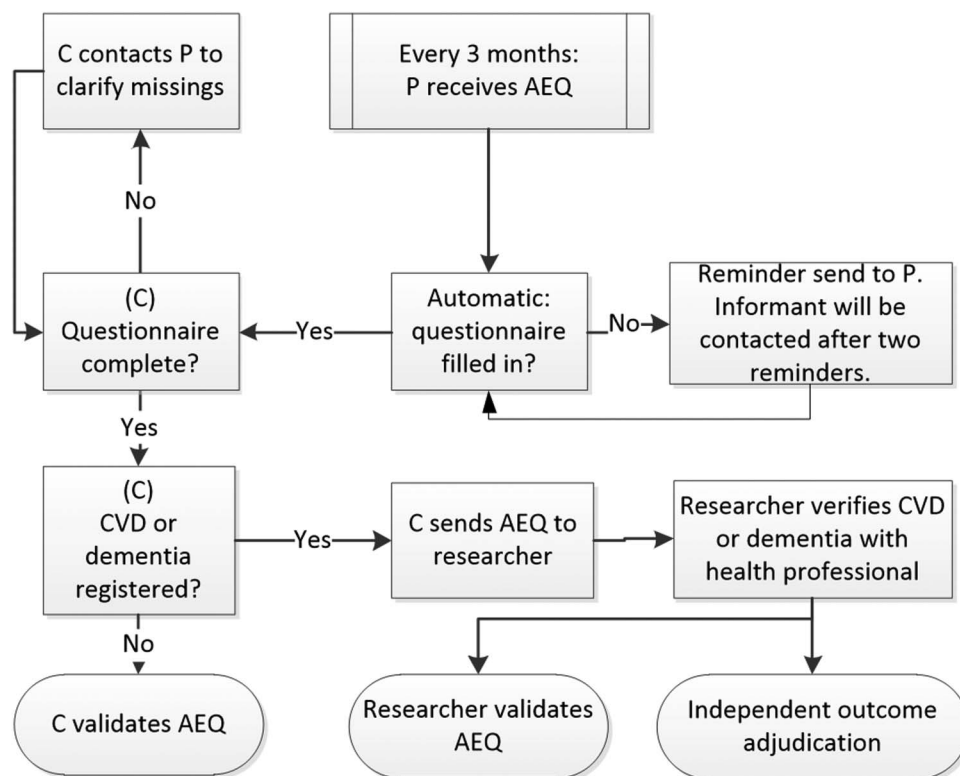 C contacts P to
clarify missings
Every 3 months:
P receives AEQ
No
(C)
Questionnaire
complete?
Yes
Automatic:
questionnaire
filled in?
No
Reminder send to P.
Informant will be
contacted after two
reminders.
Yes
(C)
CVD or
dementia
registered?
Yes
C sends AEQ to
researcher
Researcher verifies CVD
or dementia with
health professional
No
C validates AEQ
Researcher validates
AEQ
Independent outcome
adjudication